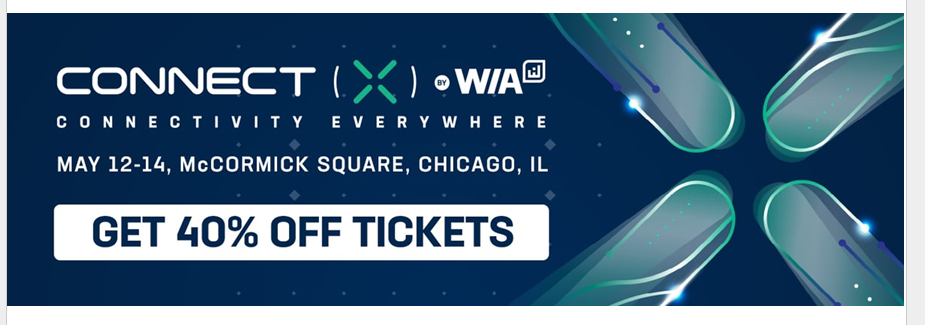 CONNECT (X) BY WIA
CONNECTIVITY EVERYWHERE
MAY 12-14, McCORMICK SQUARE, CHICAGO, IL
GET 40% OFF TICKETS